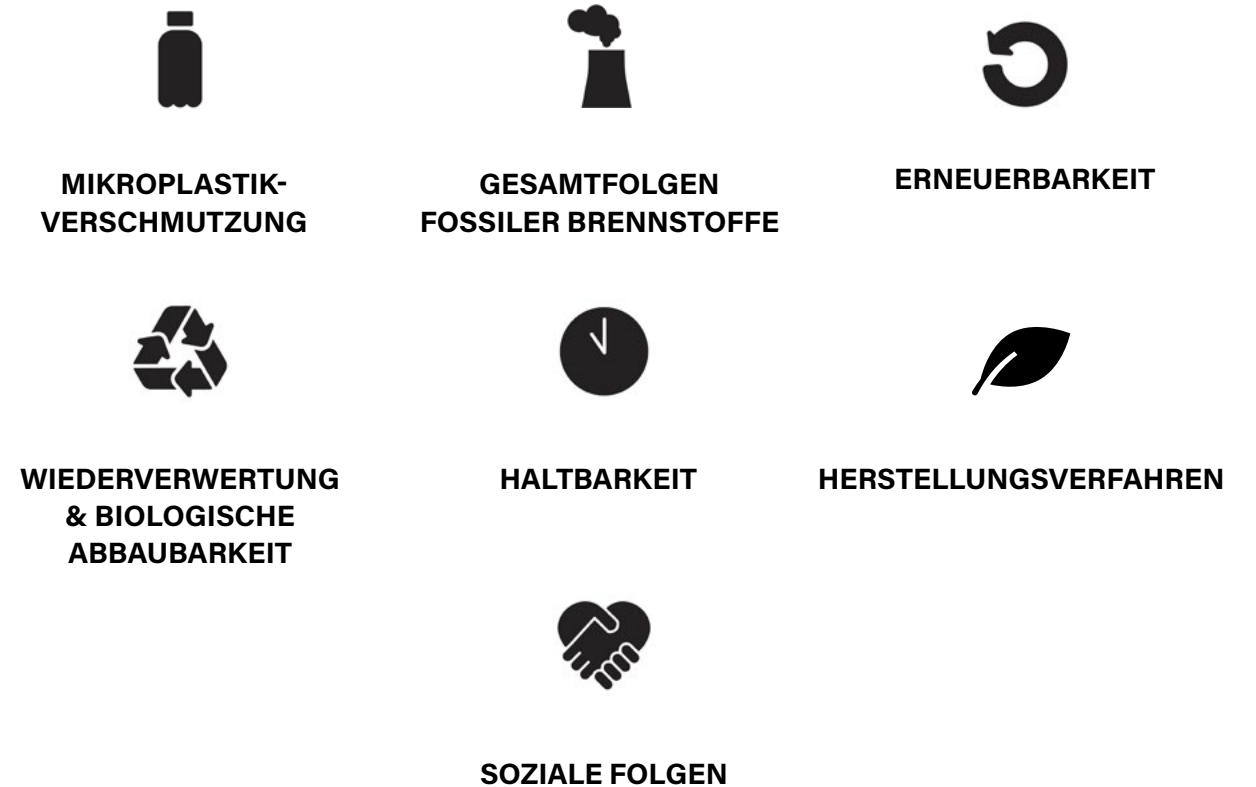 MIKROPLASTIK-
VERSCHMUTZUNG
GESAMTFOLGEN
FOSSILER BRENNSTOFFE
ERNEUERBARKEIT
WIEDERVERWERTUNG
& BIOLOGISCHE
ABBAUBARKEIT
HALTBARKEIT
HERSTELLUNGSVERFAHREN
SOZIALE FOLGEN